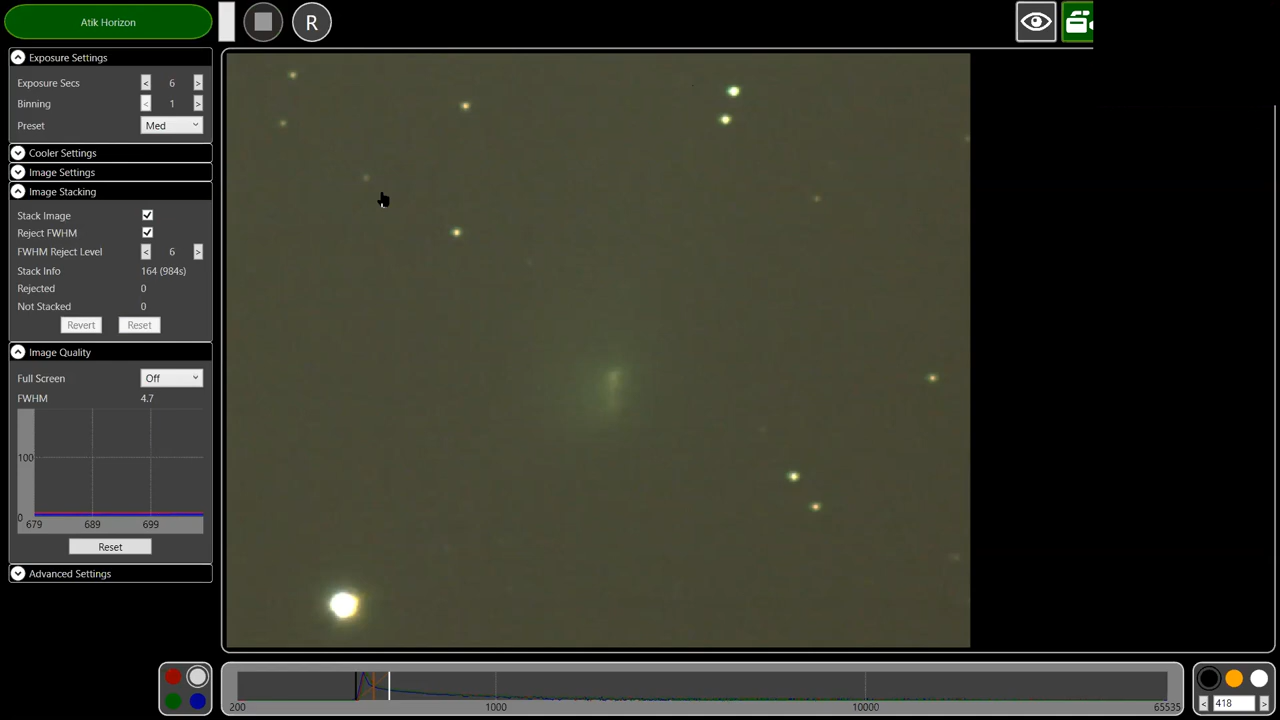 Atik Horizon
R
Exposure Settings
Exposure Secs < 6 >
Binning < 1 >
Preset Med
Cooler Settings
Image Settings
Image Stacking
Stack Image
Reject FWHM
FWHM Reject Level < 6 >
Stack Info 164 (984s)
Rejected 0
Not Stacked 0
Revert Reset
Image Quality
Full Screen Off
FWHM 4.7
100
0
679 689 699
Reset
Advanced Settings
200 1000 10000 65535
< 418 >